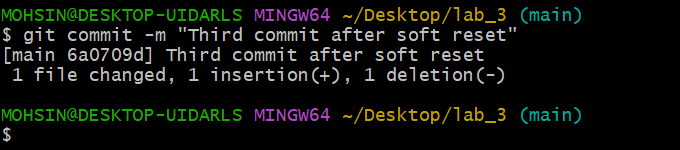 MOHSIN@DESKTOP-UIDARLS MINGW64 ~/Desktop/lab_3 (main)
$ git commit -m "Third commit after soft reset"
[main 6a0709d] Third commit after soft reset
 1 file changed, 1 insertion(+), 1 deletion(-)
MOHSIN@DESKTOP-UIDARLS MINGW64 ~/Desktop/lab_3 (main)
$